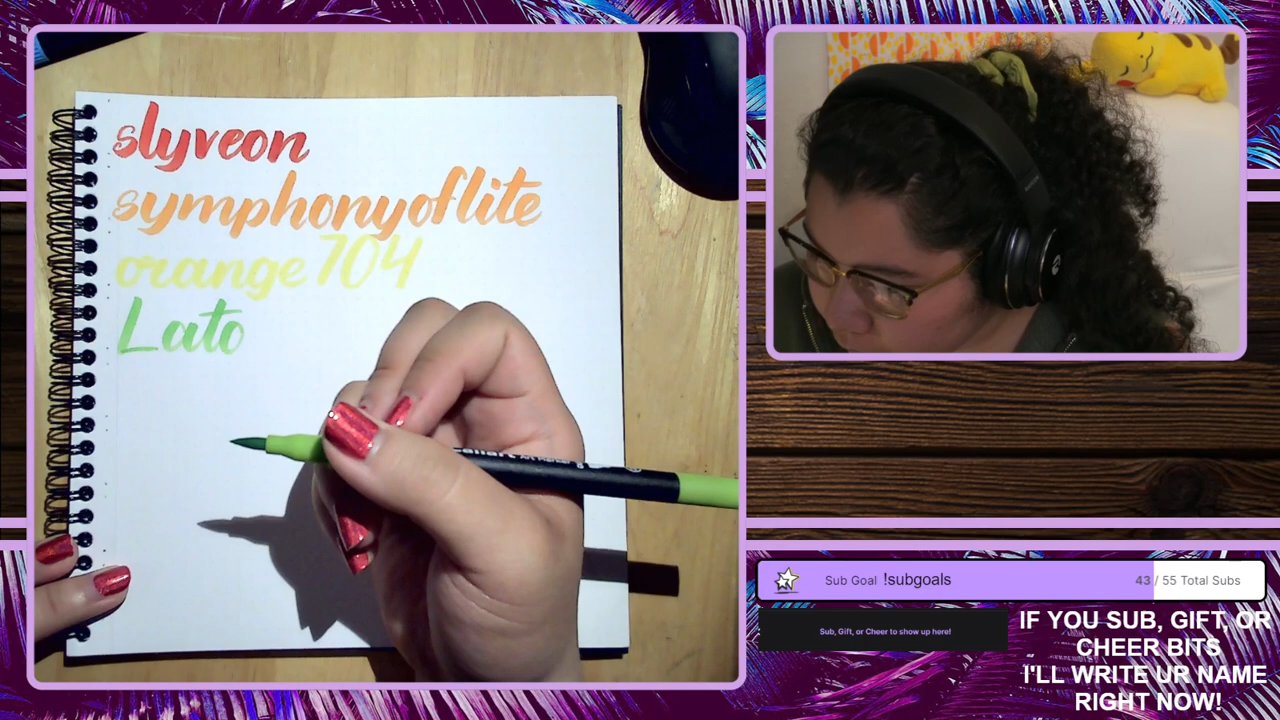 slyveon
symphonyoflite
orange704
Lato
Sub Goal !subgoals
43 / 55 Total Subs
Sub, Gift, or Cheer to show up here!
IF YOU SUB, GIFT, OR
CHEER BITS
I'LL WRITE UR NAME
RIGHT NOW!